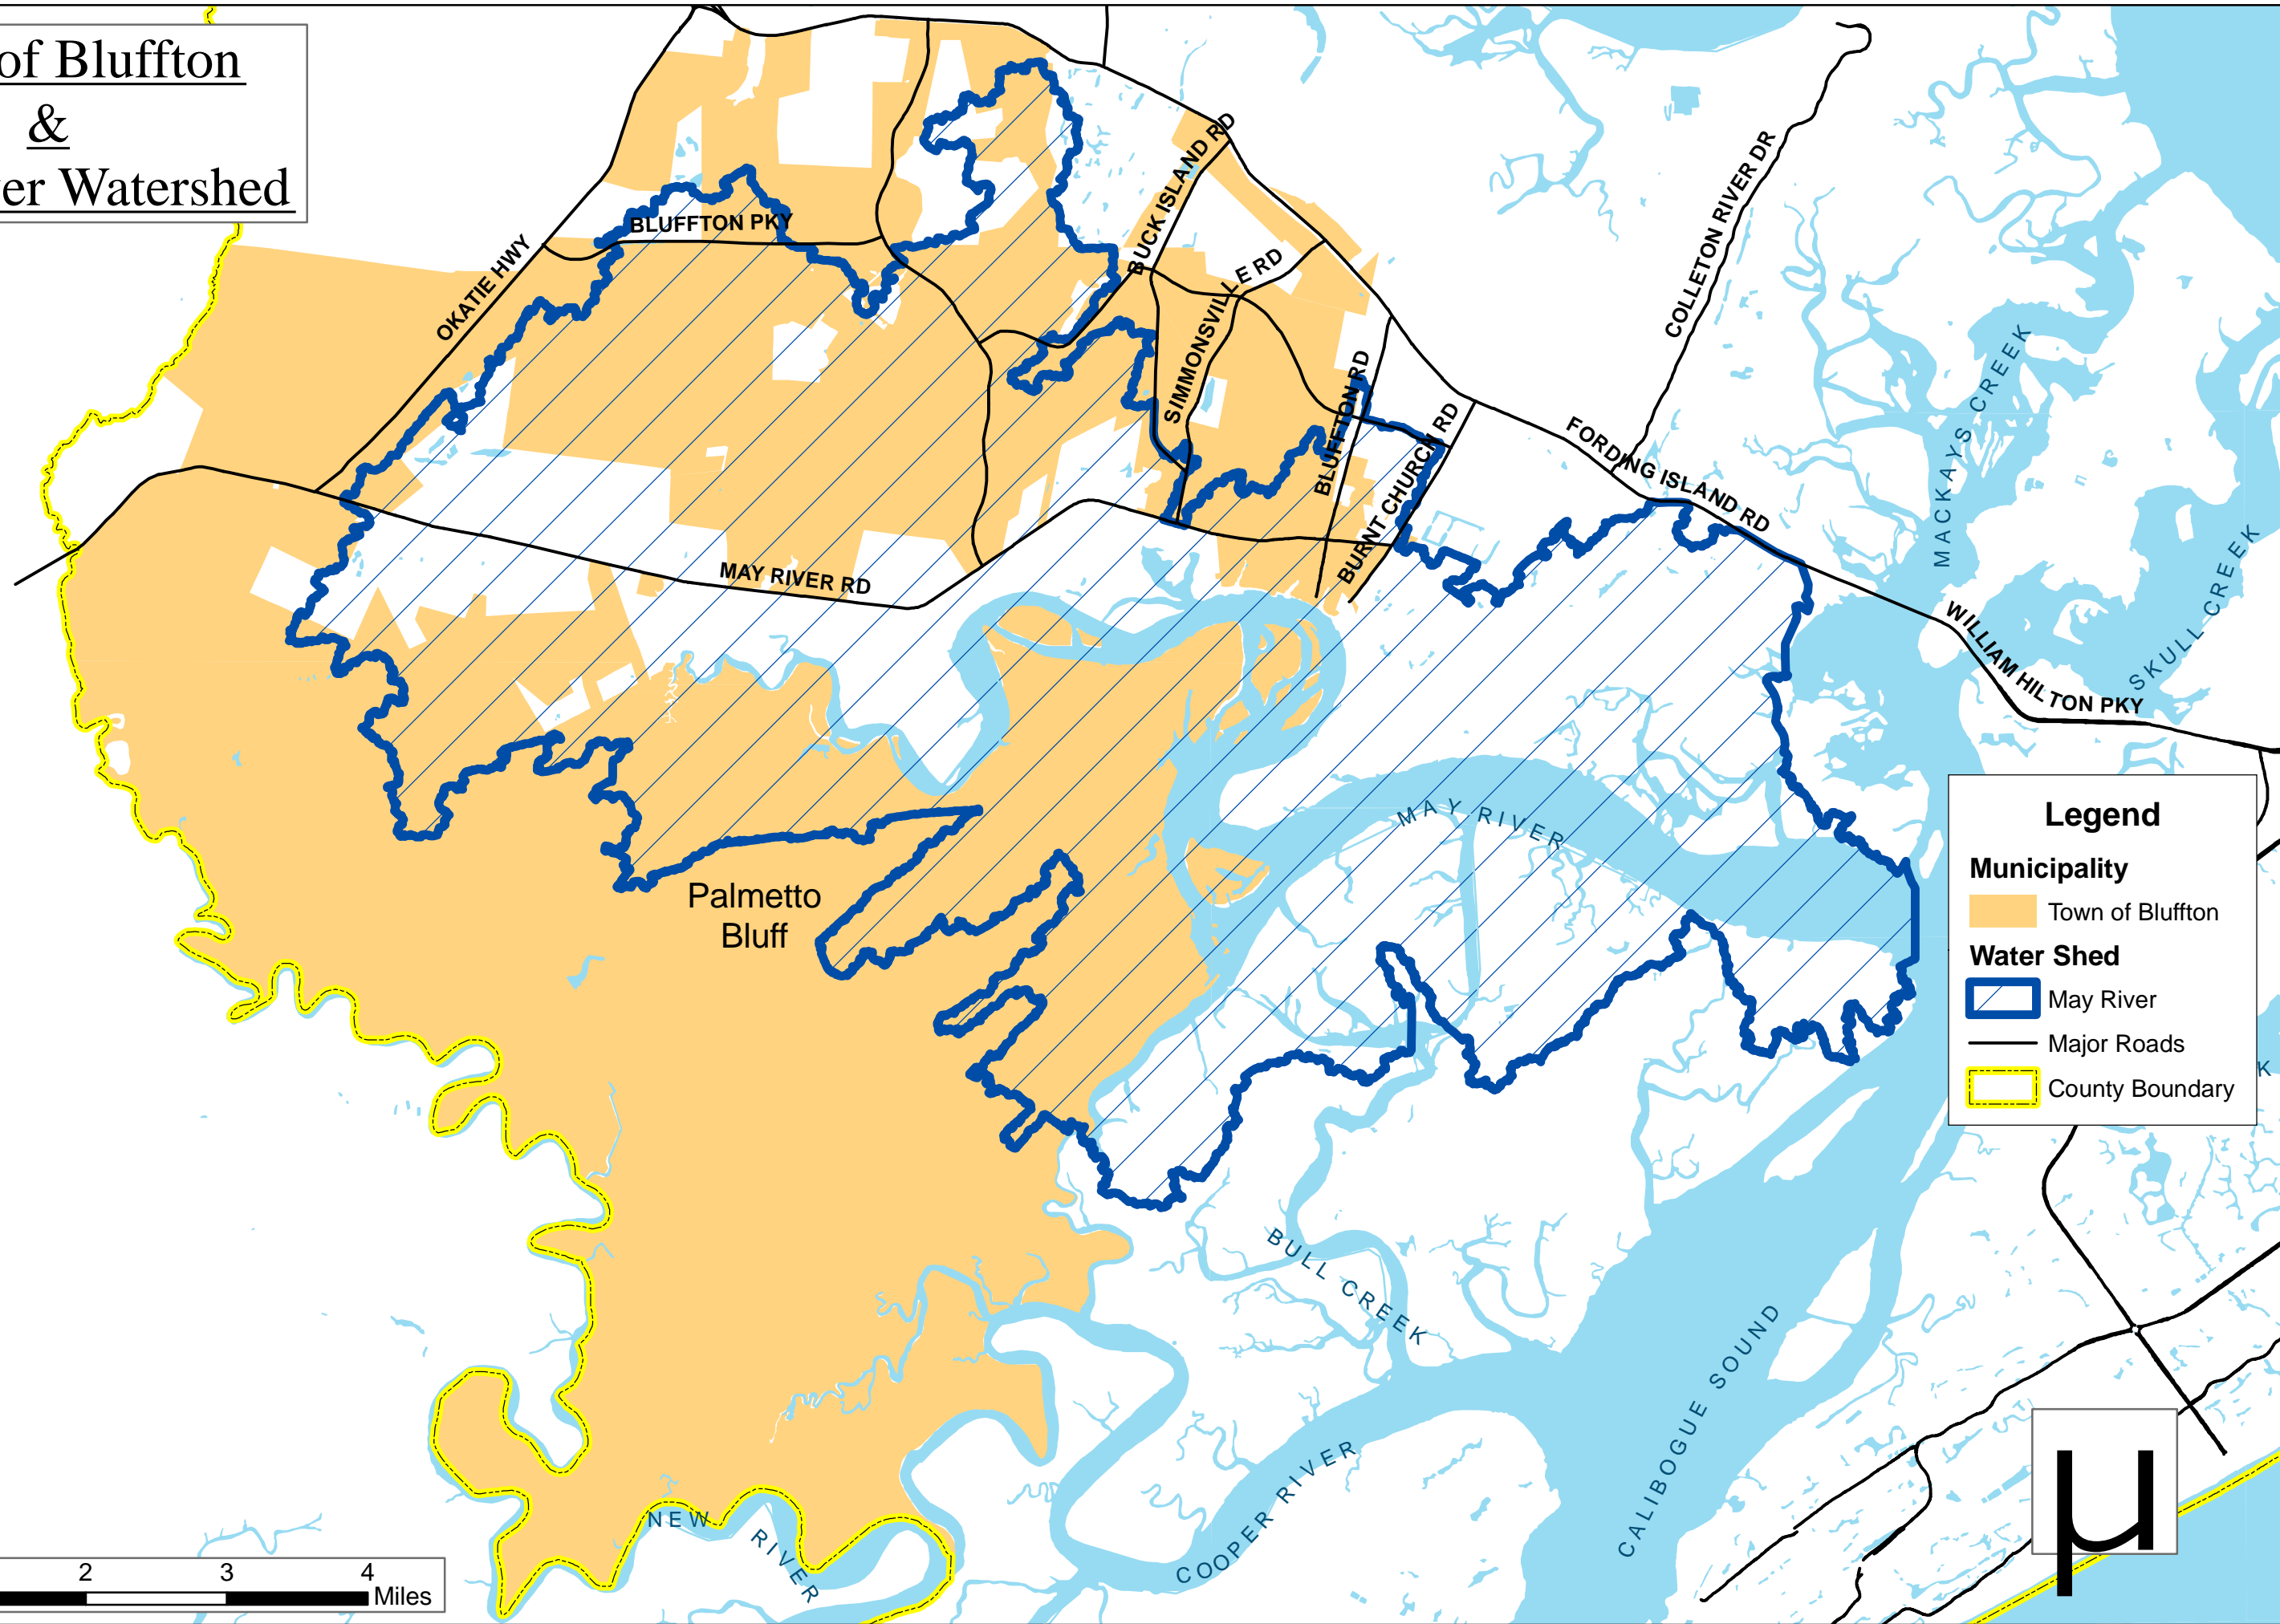 of Bluffton
&
er Watershed
BLUFFTON PKY
OKATIE HWY
BUCK ISLAND RD
SIMMONSVILLE RD
BLUFFTON RD
BURNT CHURCH RD
COLLETON RIVER DR
FORDING ISLAND RD
MACKAYS CREEK
SKULL CREEK
WILLIAM HILTON PKY
MAY RIVER RD
MAY RIVER
Palmetto
Bluff
BULL CREEK
CALIBOGUE SOUND
COOPER RIVER
NEW RIVER
Legend
Municipality
Town of Bluffton
Water Shed
May River
Major Roads
County Boundary
K
2 3 4
Miles
µ